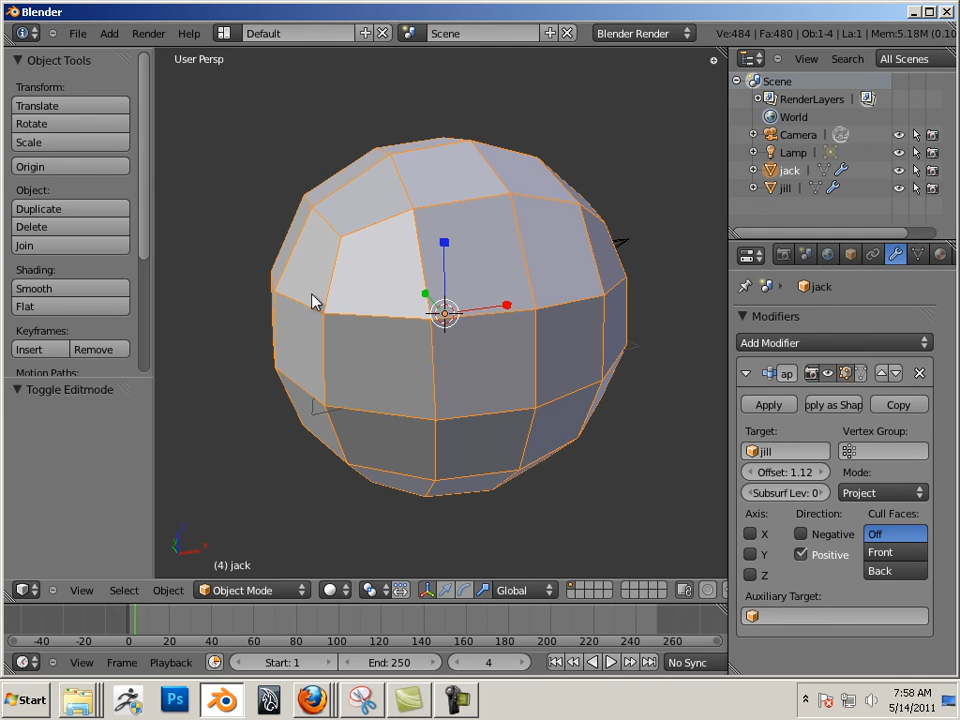 Blender
File Add Render Help Default Scene Blender Render Ve:484 | Fa:480 | Ob:1-4 | La:1 | Mem:5.18M (0.10
Object Tools
Transform:
Translate
Rotate
Scale
Origin
Object:
Duplicate
Delete
Join
Shading:
Smooth
Flat
Keyframes:
Insert Remove
Motion Paths:
Toggle Editmode
User Persp
(4) jack
View Search All Scenes
Scene
RenderLayers |
World
Camera |
Lamp |
jack |
jill |
jack
Modifiers
Add Modifier
ap
Apply pply as Shap Copy
Target: Vertex Group:
jill
Offset: 1.12 Mode:
Subsurf Lev: 0 Project
Axis: Direction: Cull Faces:
X Negative Off
Y Positive Front
Z Back
Auxiliary Target:
View Select Object Object Mode Global
-40 -20 0 20 40 60 80 100 120 140 160 180 200 220 240 260
View Frame Playback Start: 1 End: 250 4 No Sync
Start Ps 7:58 AM
5/14/2011